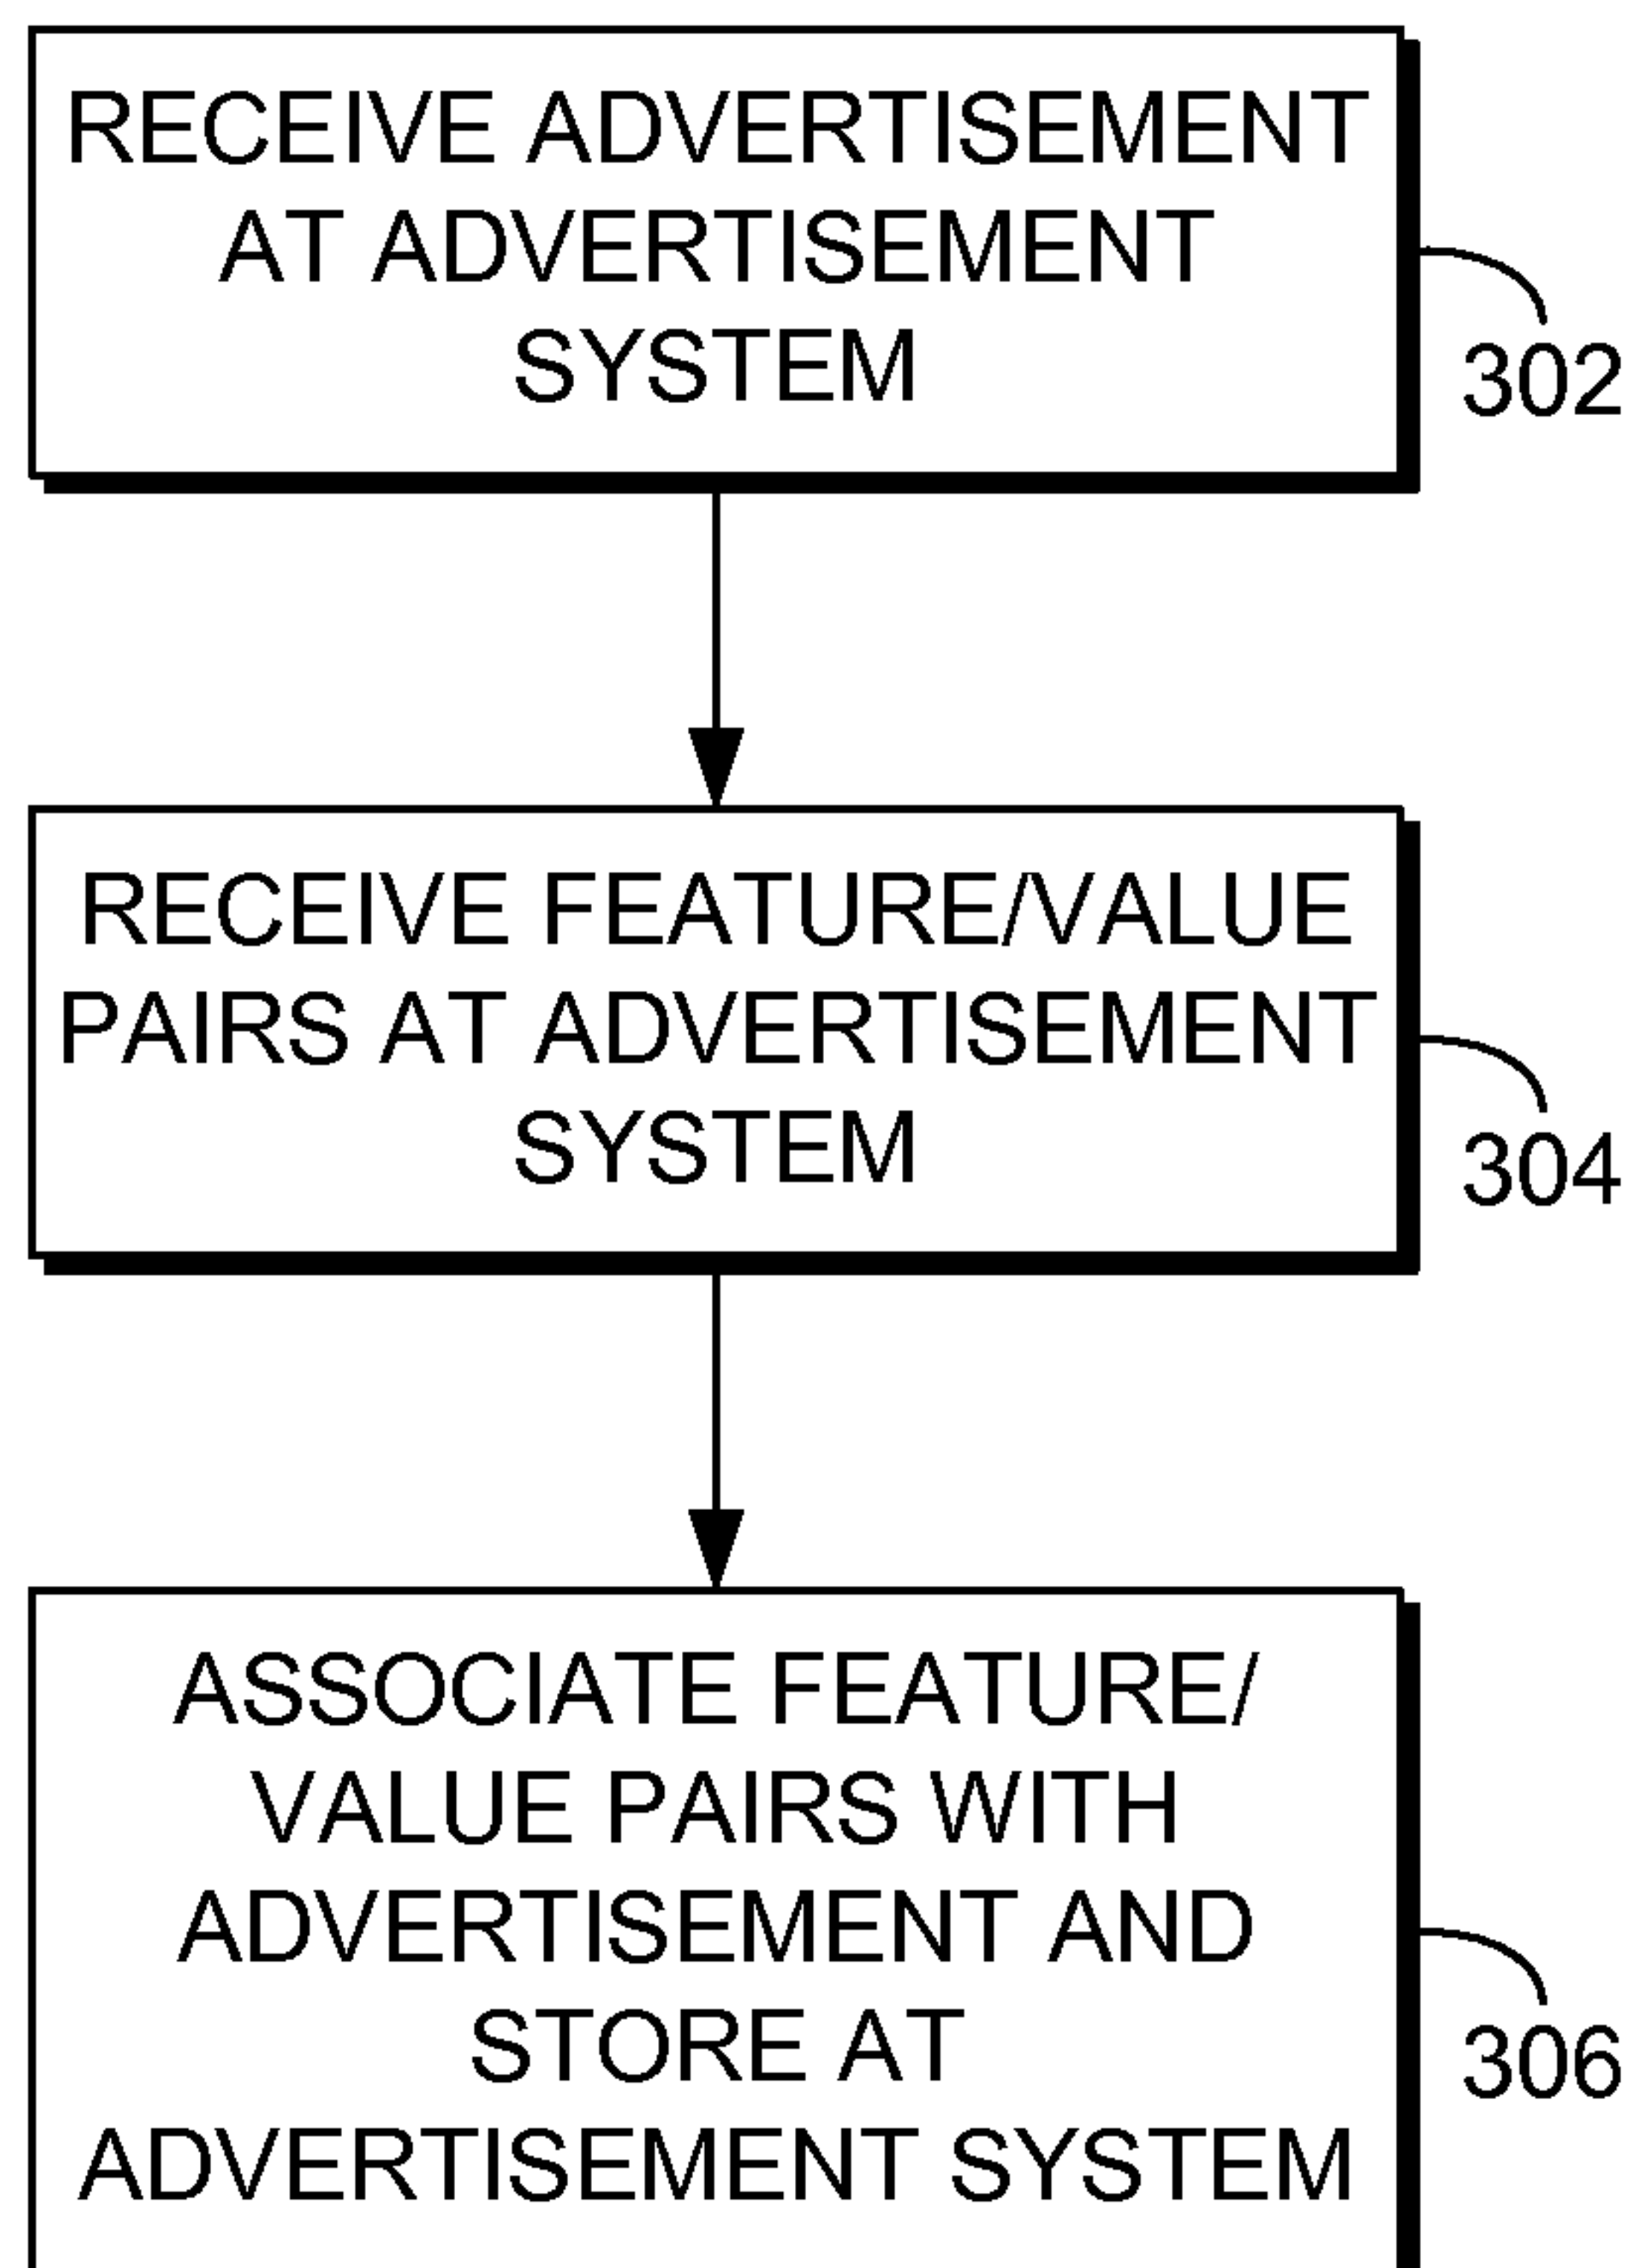 RECEIVE ADVERTISEMENT
AT ADVERTISEMENT
SYSTEM
302
RECEIVE FEATURE/VALUE
PAIRS AT ADVERTISEMENT
SYSTEM
304
ASSOCIATE FEATURE/
VALUE PAIRS WITH
ADVERTISEMENT AND
STORE AT
ADVERTISEMENT SYSTEM
306